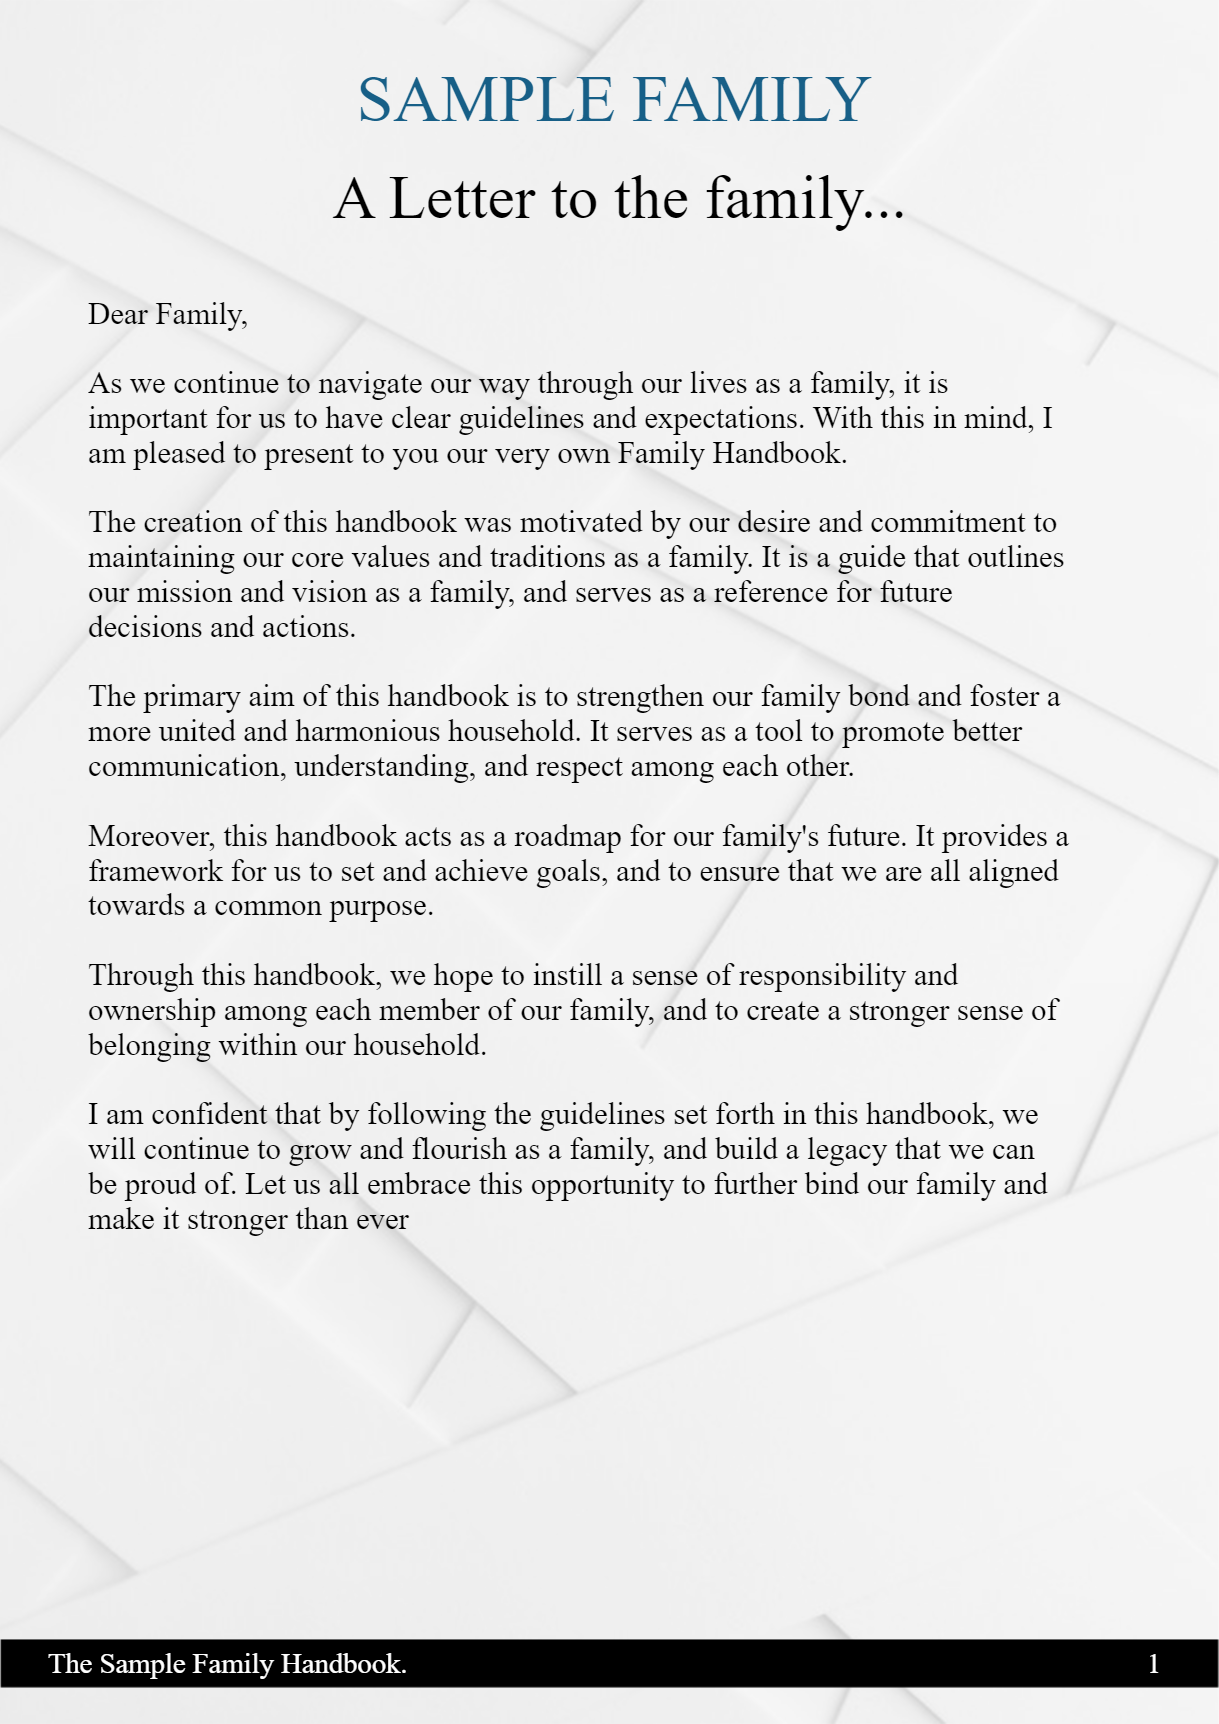 SAMPLE FAMILY
A Letter to the family...
Dear Family,
As we continue to navigate our way through our lives as a family, it is
important for us to have clear guidelines and expectations. With this in mind, I
am pleased to present to you our very own Family Handbook.
The creation of this handbook was motivated by our desire and commitment to
maintaining our core values and traditions as a family. It is a guide that outlines
our mission and vision as a family, and serves as a reference for future
decisions and actions.
The primary aim of this handbook is to strengthen our family bond and foster a
more united and harmonious household. It serves as a tool to promote better
communication, understanding, and respect among each other.
Moreover, this handbook acts as a roadmap for our family's future. It provides a
framework for us to set and achieve goals, and to ensure that we are all aligned
towards a common purpose.
Through this handbook, we hope to instill a sense of responsibility and
ownership among each member of our family, and to create a stronger sense of
belonging within our household.
I am confident that by following the guidelines set forth in this handbook, we
will continue to grow and flourish as a family, and build a legacy that we can
be proud of. Let us all embrace this opportunity to further bind our family and
make it stronger than ever
The Sample Family Handbook.
1